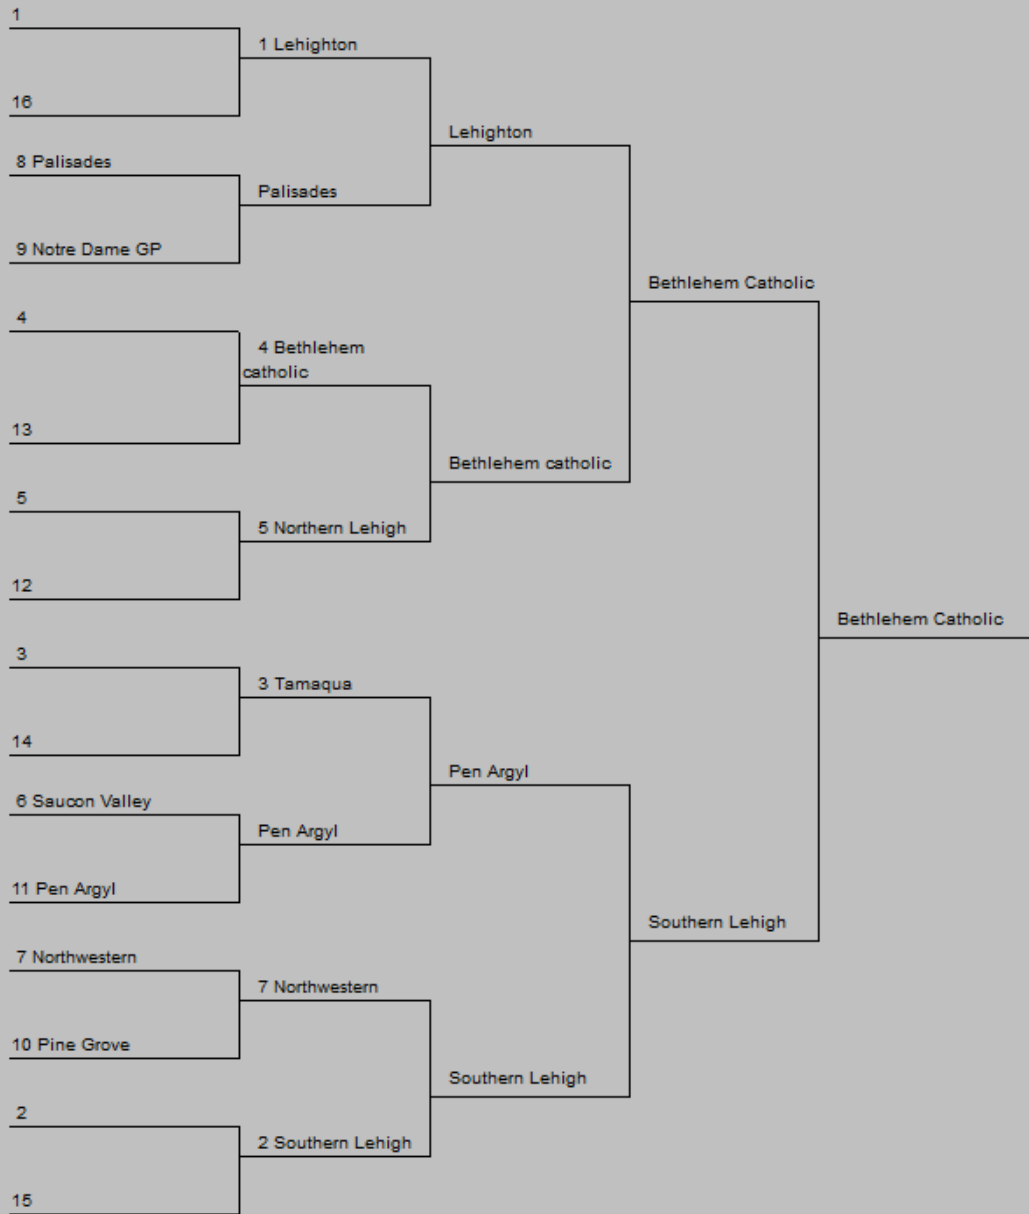 1
1 Lehighton
16
Lehighton
8 Palisades
Palisades
9 Notre Dame GP
Bethlehem Catholic
4
4 Bethlehem
catholic
13
Bethlehem catholic
5
5 Northern Lehigh
12
Bethlehem Catholic
3
3 Tamaqua
14
Pen Argyl
6 Saucon Valley
Pen Argyl
11 Pen Argyl
Southern Lehigh
7 Northwestern
7 Northwestern
10 Pine Grove
Southern Lehigh
2
2 Southern Lehigh
15